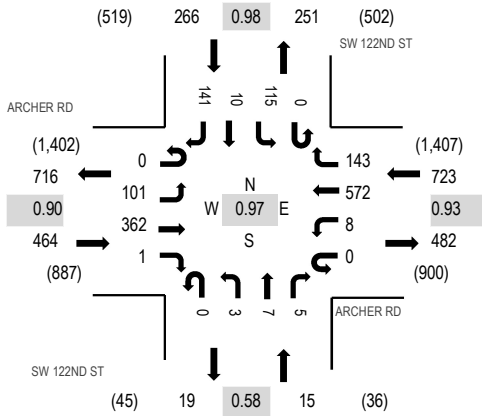 (519) 266 0.98 251 (502)
SW 122ND ST
141 10 115 0
ARCHER RD
(1,402) (1,407)
716 0 143 723
101 572
0.90 N 0.93
W 0.97 E
362 8
464 S 482
1 0
(887) (900)
0 3 7 5
ARCHER RD
SW 122ND ST
(45) 19 0.58 15 (36)